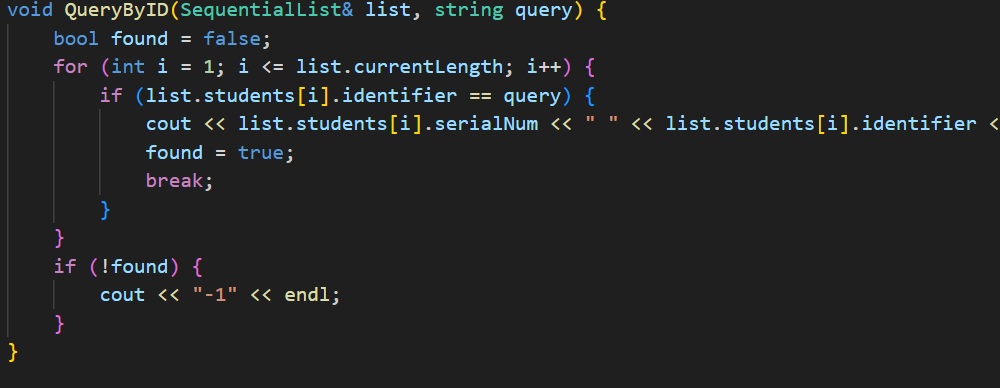 void QueryByID(SequentialList& list, string query) {
    bool found = false;
    for (int i = 1; i <= list.currentLength; i++) {
        if (list.students[i].identifier == query) {
            cout << list.students[i].serialNum << " " << list.students[i].identifier <
            found = true;
            break;
        }
    }
    if (!found) {
        cout << "-1" << endl;
    }
}